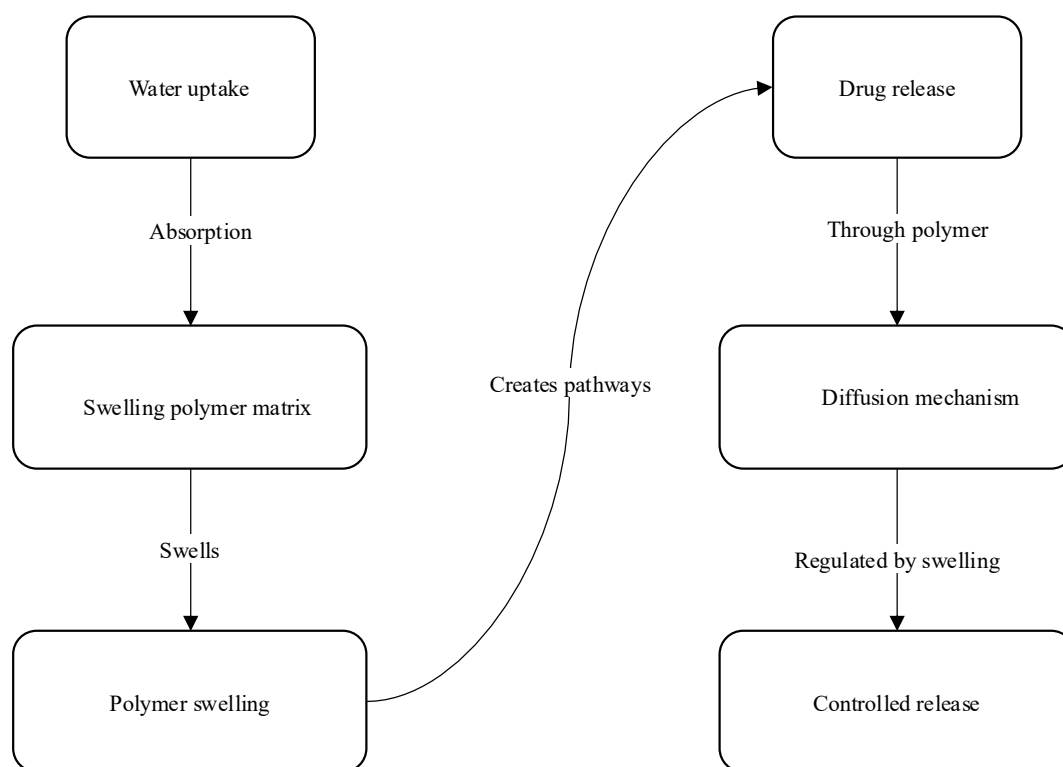 Water uptake
Absorption
Swelling polymer matrix
Swells
Polymer swelling
Creates pathways
Drug release
Through polymer
Diffusion mechanism
Regulated by swelling
Controlled release